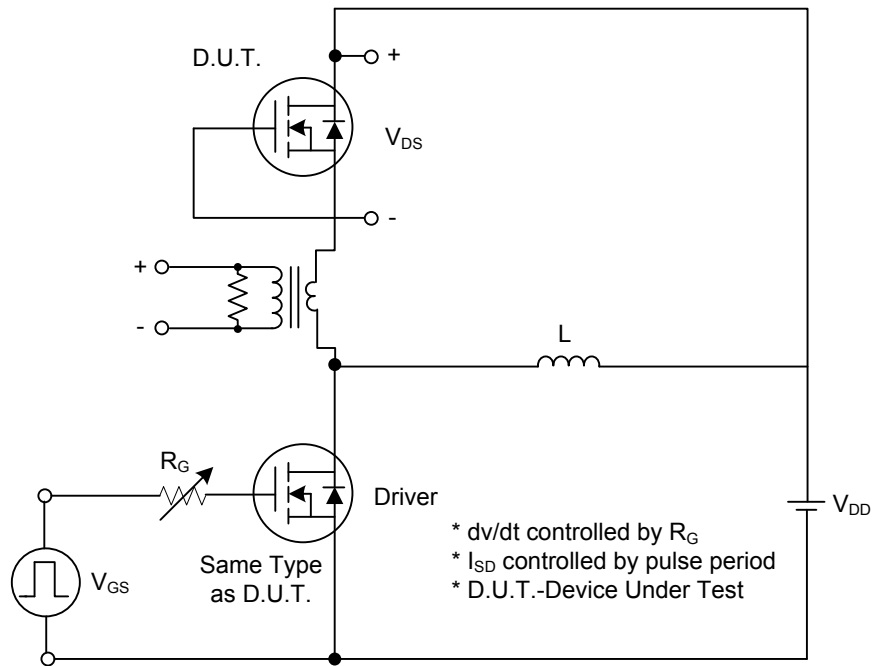 D.U.T.
+
V_DS
-
+
-
L
R_G
Driver
V_DD
V_GS
Same Type
as D.U.T.
* dv/dt controlled by R_G
* I_SD controlled by pulse period
* D.U.T.-Device Under Test